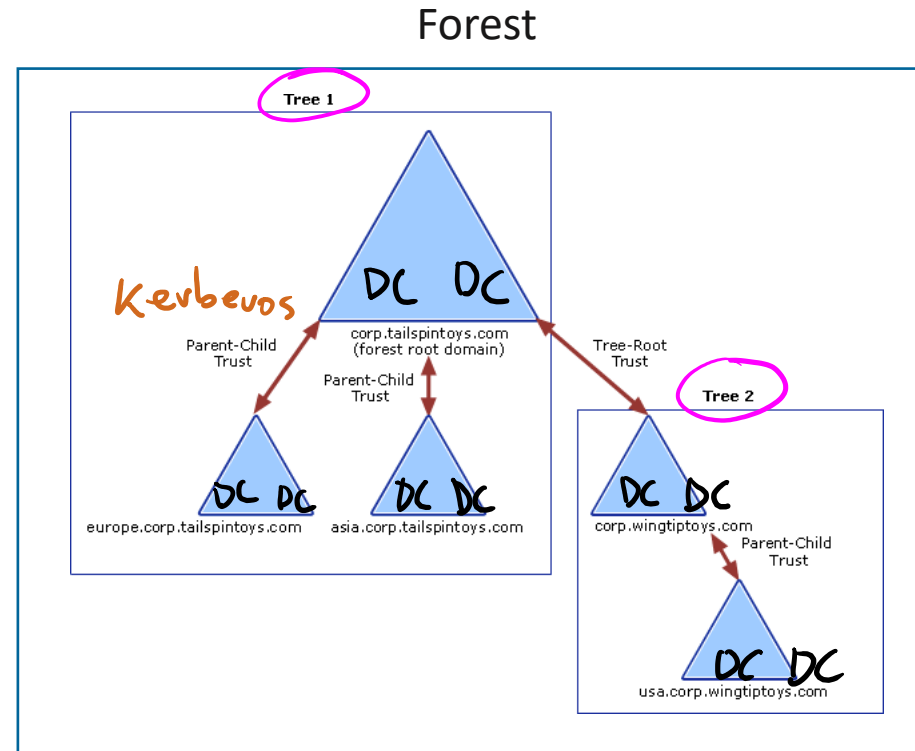 Forest
Tree 1
DC DC
Kerberos
corp.tailspintoys.com
(forest root domain)
Parent-Child
Trust
Parent-Child
Trust
Tree-Root
Trust
Tree 2
DC DC
europe.corp.tailspintoys.com
DC DC
asia.corp.tailspintoys.com
DC DC
corp.wingtiptoys.com
Parent-Child
Trust
DC DC
usa.corp.wingtiptoys.com